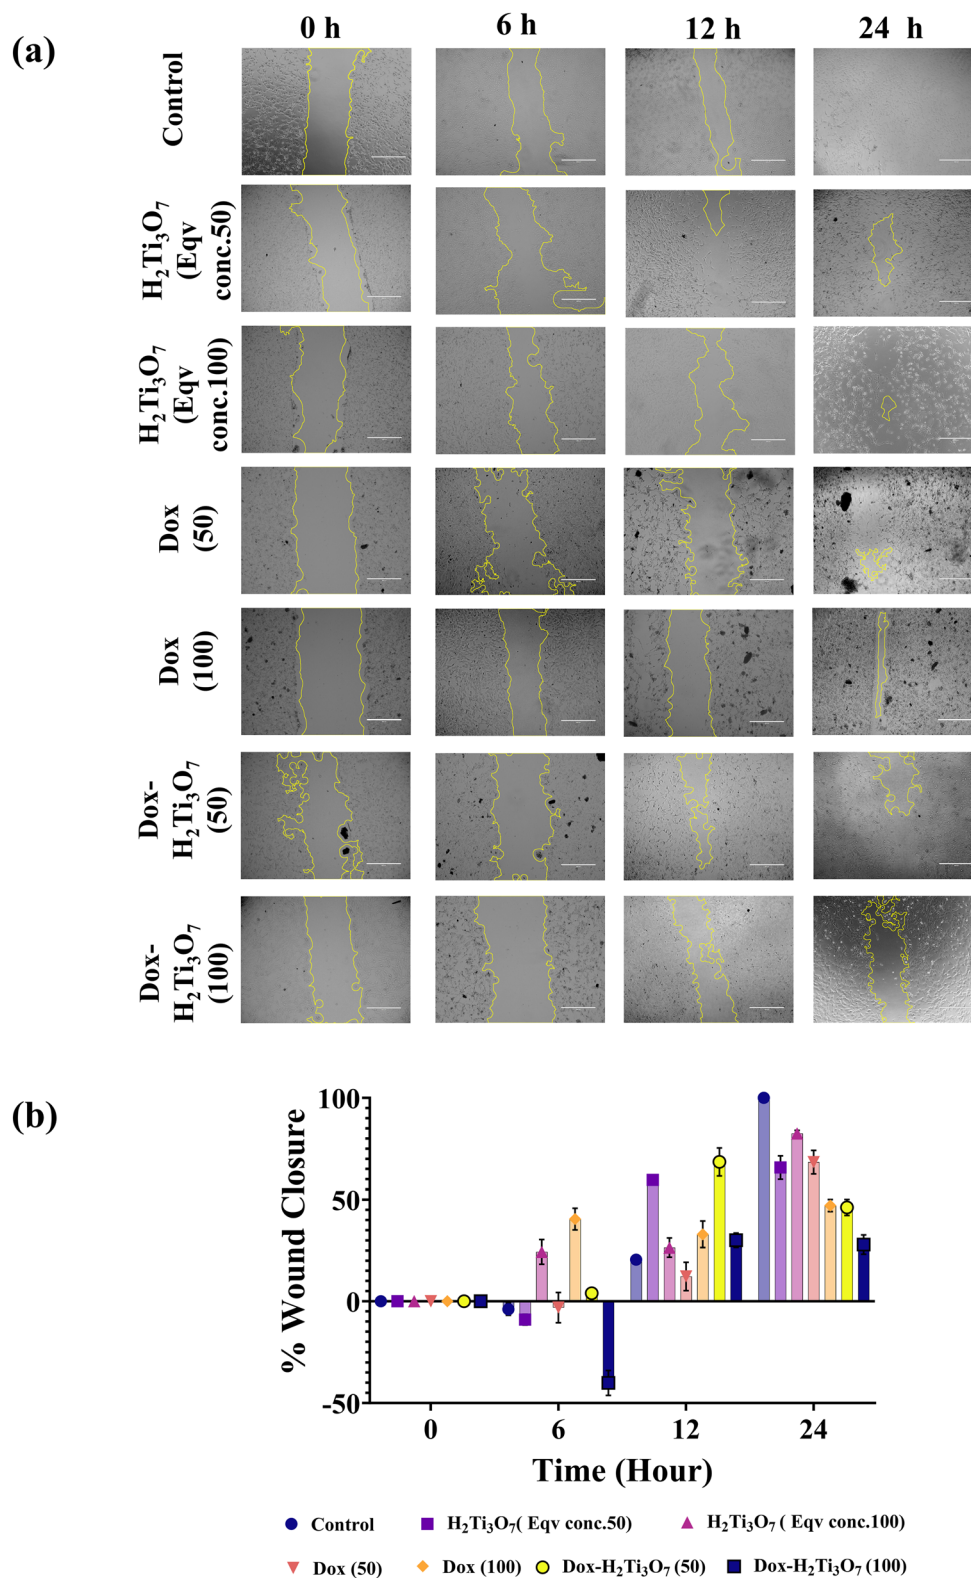 (a)
0 h
6 h
12 h
24 h
Control
H₂Ti₃O₇
(Eqv
conc.50)
H₂Ti₃O₇
(Eqv
conc.100)
Dox
(50)
Dox
(100)
Dox-
H₂Ti₃O₇
(50)
Dox-
H₂Ti₃O₇
(100)
(b)
% Wound Closure
100
50
0
-50
0
6
12
24
Time (Hour)
Control
H₂Ti₃O₇( Eqv conc.50)
H₂Ti₃O₇ ( Eqv conc.100)
Dox (50)
Dox (100)
Dox-H₂Ti₃O₇ (50)
Dox-H₂Ti₃O₇ (100)